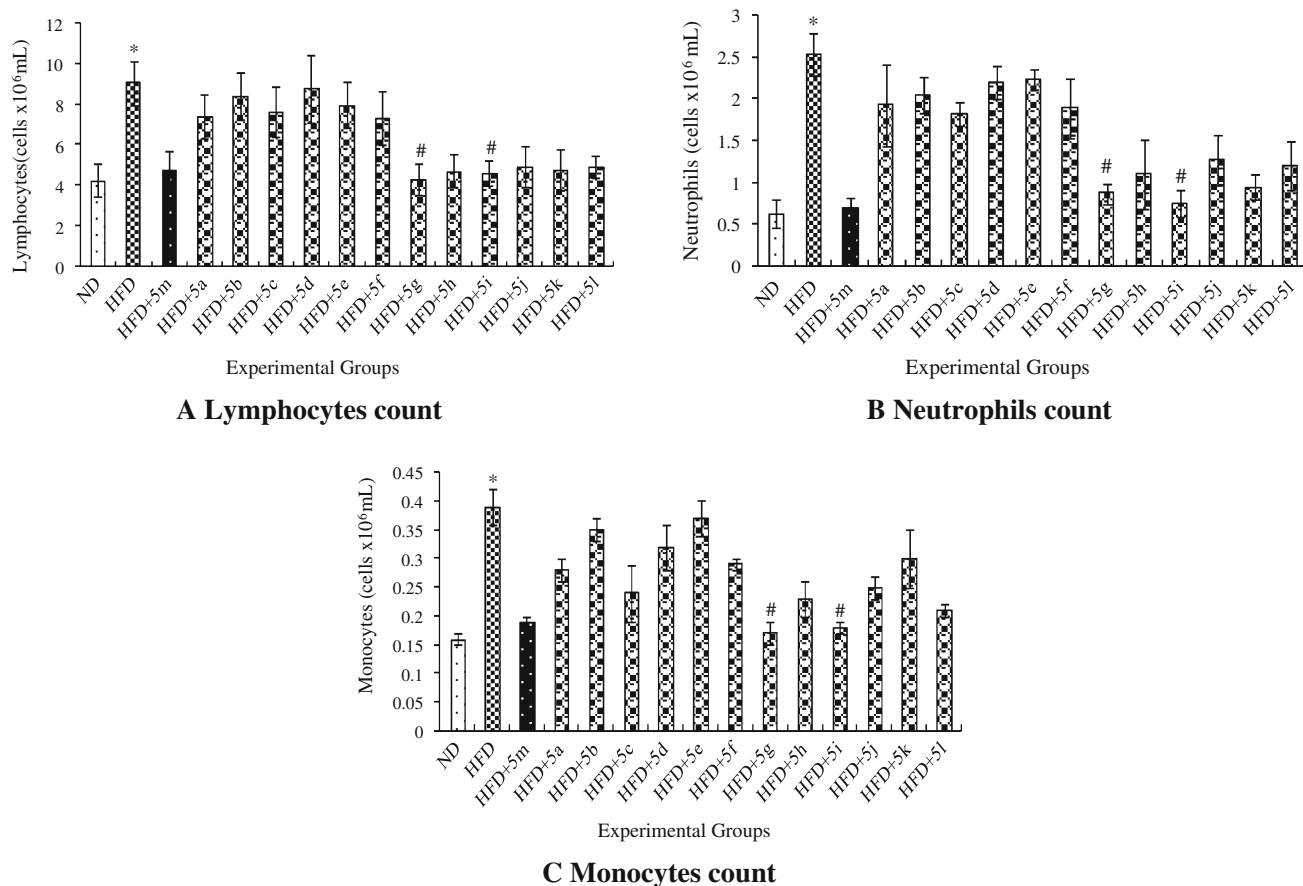 12
10
8
6
4
2
0
Lymphocytes(cells x10⁶mL)
*
#
#
ND
HFD
HFD+5m
HFD+5a
HFD+5b
HFD+5c
HFD+5d
HFD+5e
HFD+5f
HFD+5g
HFD+5h
HFD+5i
HFD+5j
HFD+5k
HFD+5l
Experimental Groups
A Lymphocytes count
3
2.5
2
1.5
1
0.5
0
Neutrophils (cells x10⁶ mL)
*
#
#
ND
HFD
HFD+5m
HFD+5a
HFD+5b
HFD+5c
HFD+5d
HFD+5e
HFD+5f
HFD+5g
HFD+5h
HFD+5i
HFD+5j
HFD+5k
HFD+5l
Experimental Groups
B Neutrophils count
0.45
0.4
0.35
0.3
0.25
0.2
0.15
0.1
0.05
0
Monocytes (cells x10⁶mL)
*
#
#
ND
HFD
HFD+5m
HFD+5a
HFD+5b
HFD+5c
HFD+5d
HFD+5e
HFD+5f
HFD+5g
HFD+5h
HFD+5i
HFD+5j
HFD+5k
HFD+5l
Experimental Groups
C Monocytes count